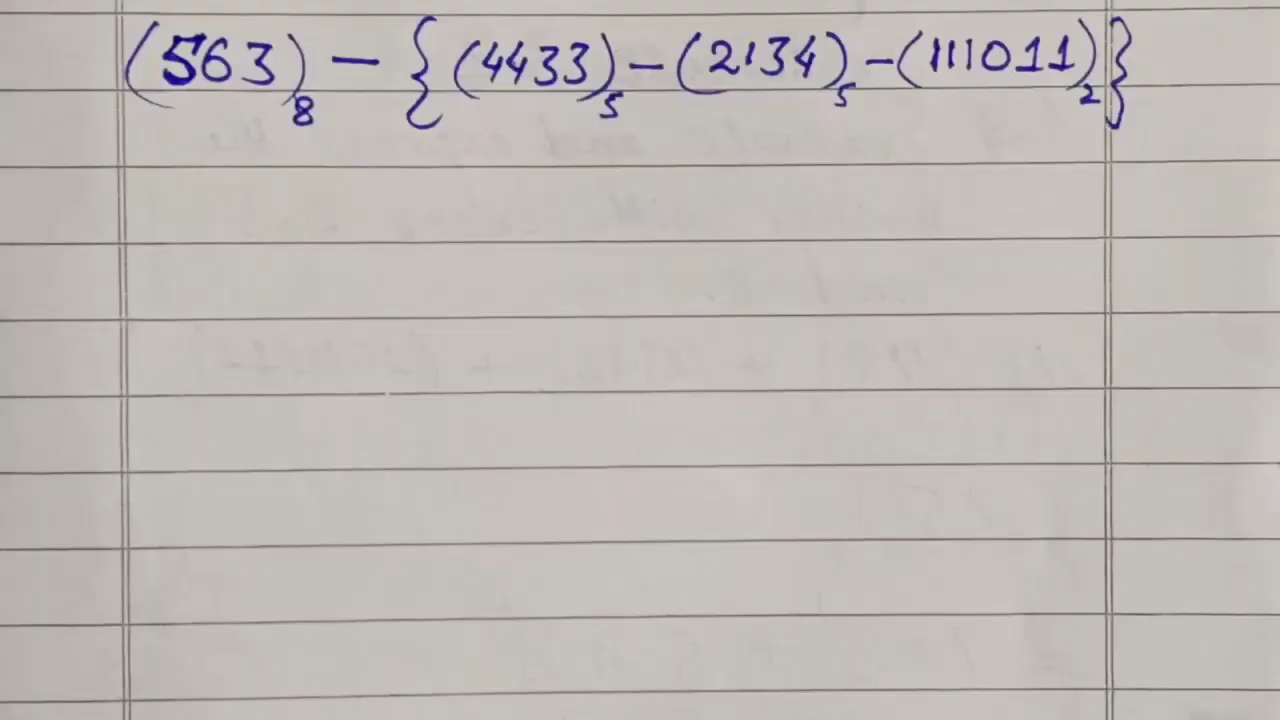 (563)₈ − {(4433)₅ − (2134)₅ − (111011)₂}